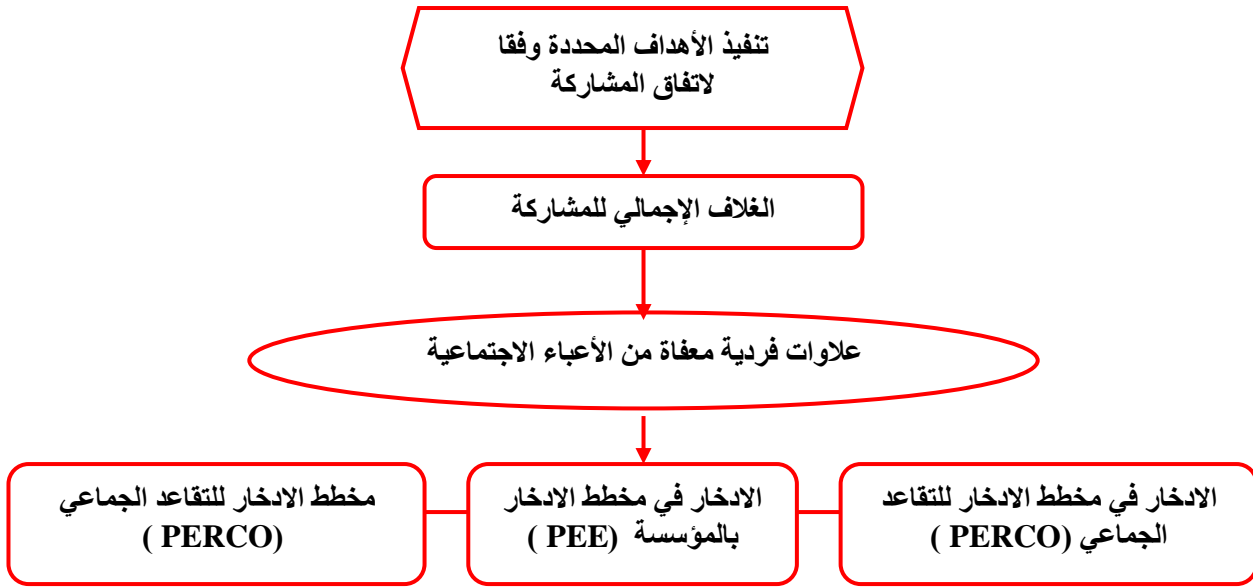 تنفيذ الأهداف المحددة وفقا
لاتفاق المشاركة
الغلاف الإجمالي للمشاركة
علاوات فردية معفاة من الأعباء الاجتماعية
الادخار في مخطط الادخار للتقاعد
الجماعي (PERCO )
الادخار في مخطط الادخار
بالمؤسسة (PEE )
مخطط الادخار للتقاعد الجماعي
(PERCO )